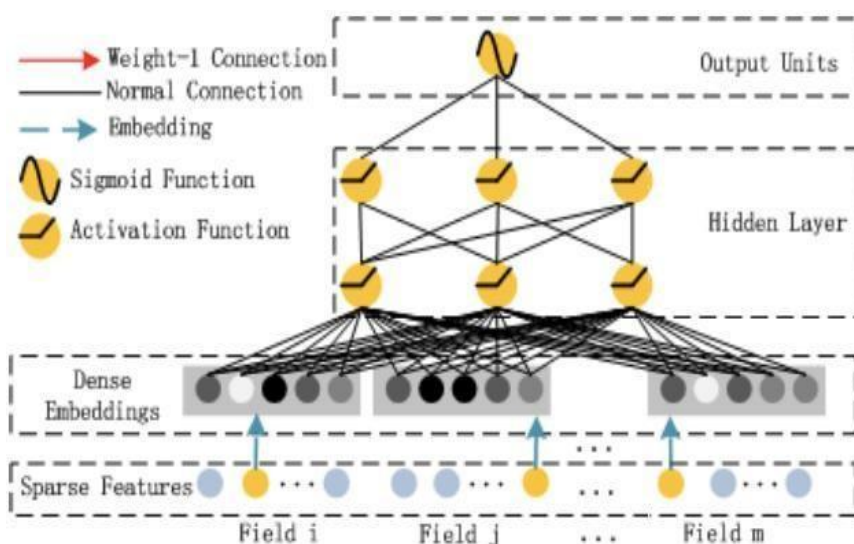 Weight-1 Connection
Normal Connection
Embedding
Sigmoid Function
Activation Function
Output Units
Hidden Layer
Dense
Embeddings
...
Sparse Features
... ... ... ...
Field i Field j ... Field m